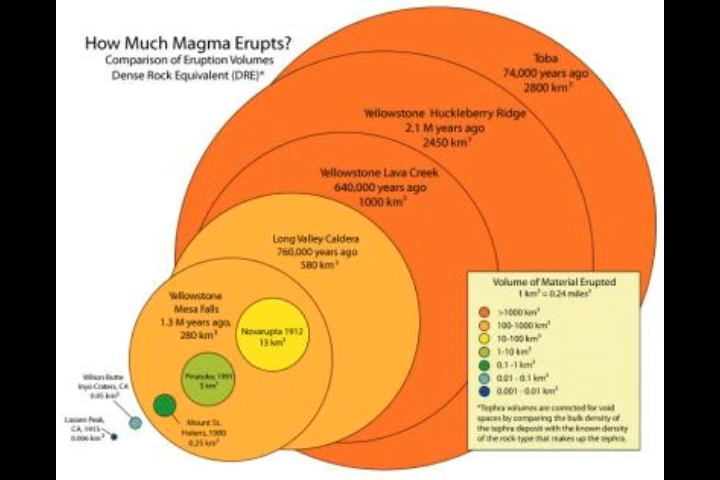 How Much Magma Erupts?
Comparison of Eruption Volumes
Dense Rock Equivalent (DRE)*
Toba
74,000 years ago
2800 km³
Yellowstone Huckleberry Ridge
2.1 M years ago
2450 km³
Yellowstone Lava Creek
640,000 years ago
1000 km³
Long Valley Caldera
760,000 years ago
580 km³
Yellowstone
Mesa Falls
1.3 M years ago,
280 km³
Novarupta 1912
13 km³
Pinatubo, 1991
5 km³
Mount St.
Helens, 1980
0.25 km³
Wilson Butte
Inyo Craters, CA
0.05 km³
Lassen Peak,
CA, 1915
0.006 km³
Volume of Material Erupted
1 km³ = 0.24 miles³
>1000 km³
100-1000 km³
10-100 km³
1-10 km³
0.1 -1 km³
0.01 - 0.1 km³
0.001 - 0.01 km³
*Tephra volumes are corrected for void
spaces by comparing the bulk density of
the tephra deposit with the known density
of the rock-type that makes up the tephra.